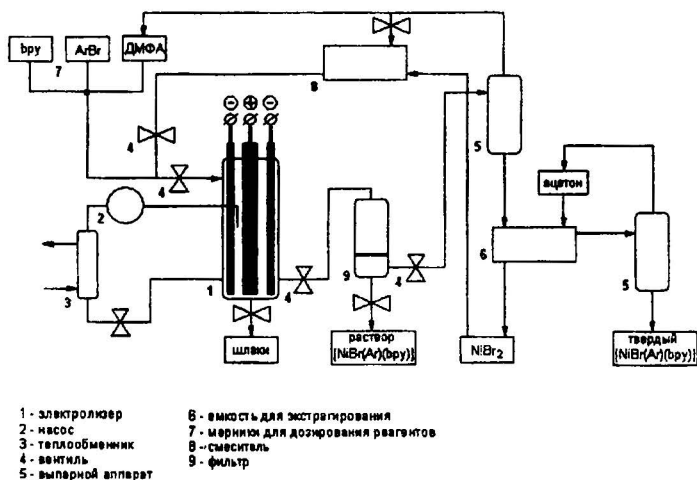 bpy
ArBr
ДМФА
7
8
4
4
2
3
1
4
9
4
5
6
5
ацетон
шлаки
раствор
{NiBr(Ar)(bpy)}
NiBr₂
твердый
{NiBr(Ar)(bpy)}
1 - электролизер
2 - насос
3 - теплообменник
4 - вентиль
5 - выпарной аппарат
6 - емкость для экстрагирования
7 - мерники для дозирования реагентов
8 - смеситель
9 - фильтр